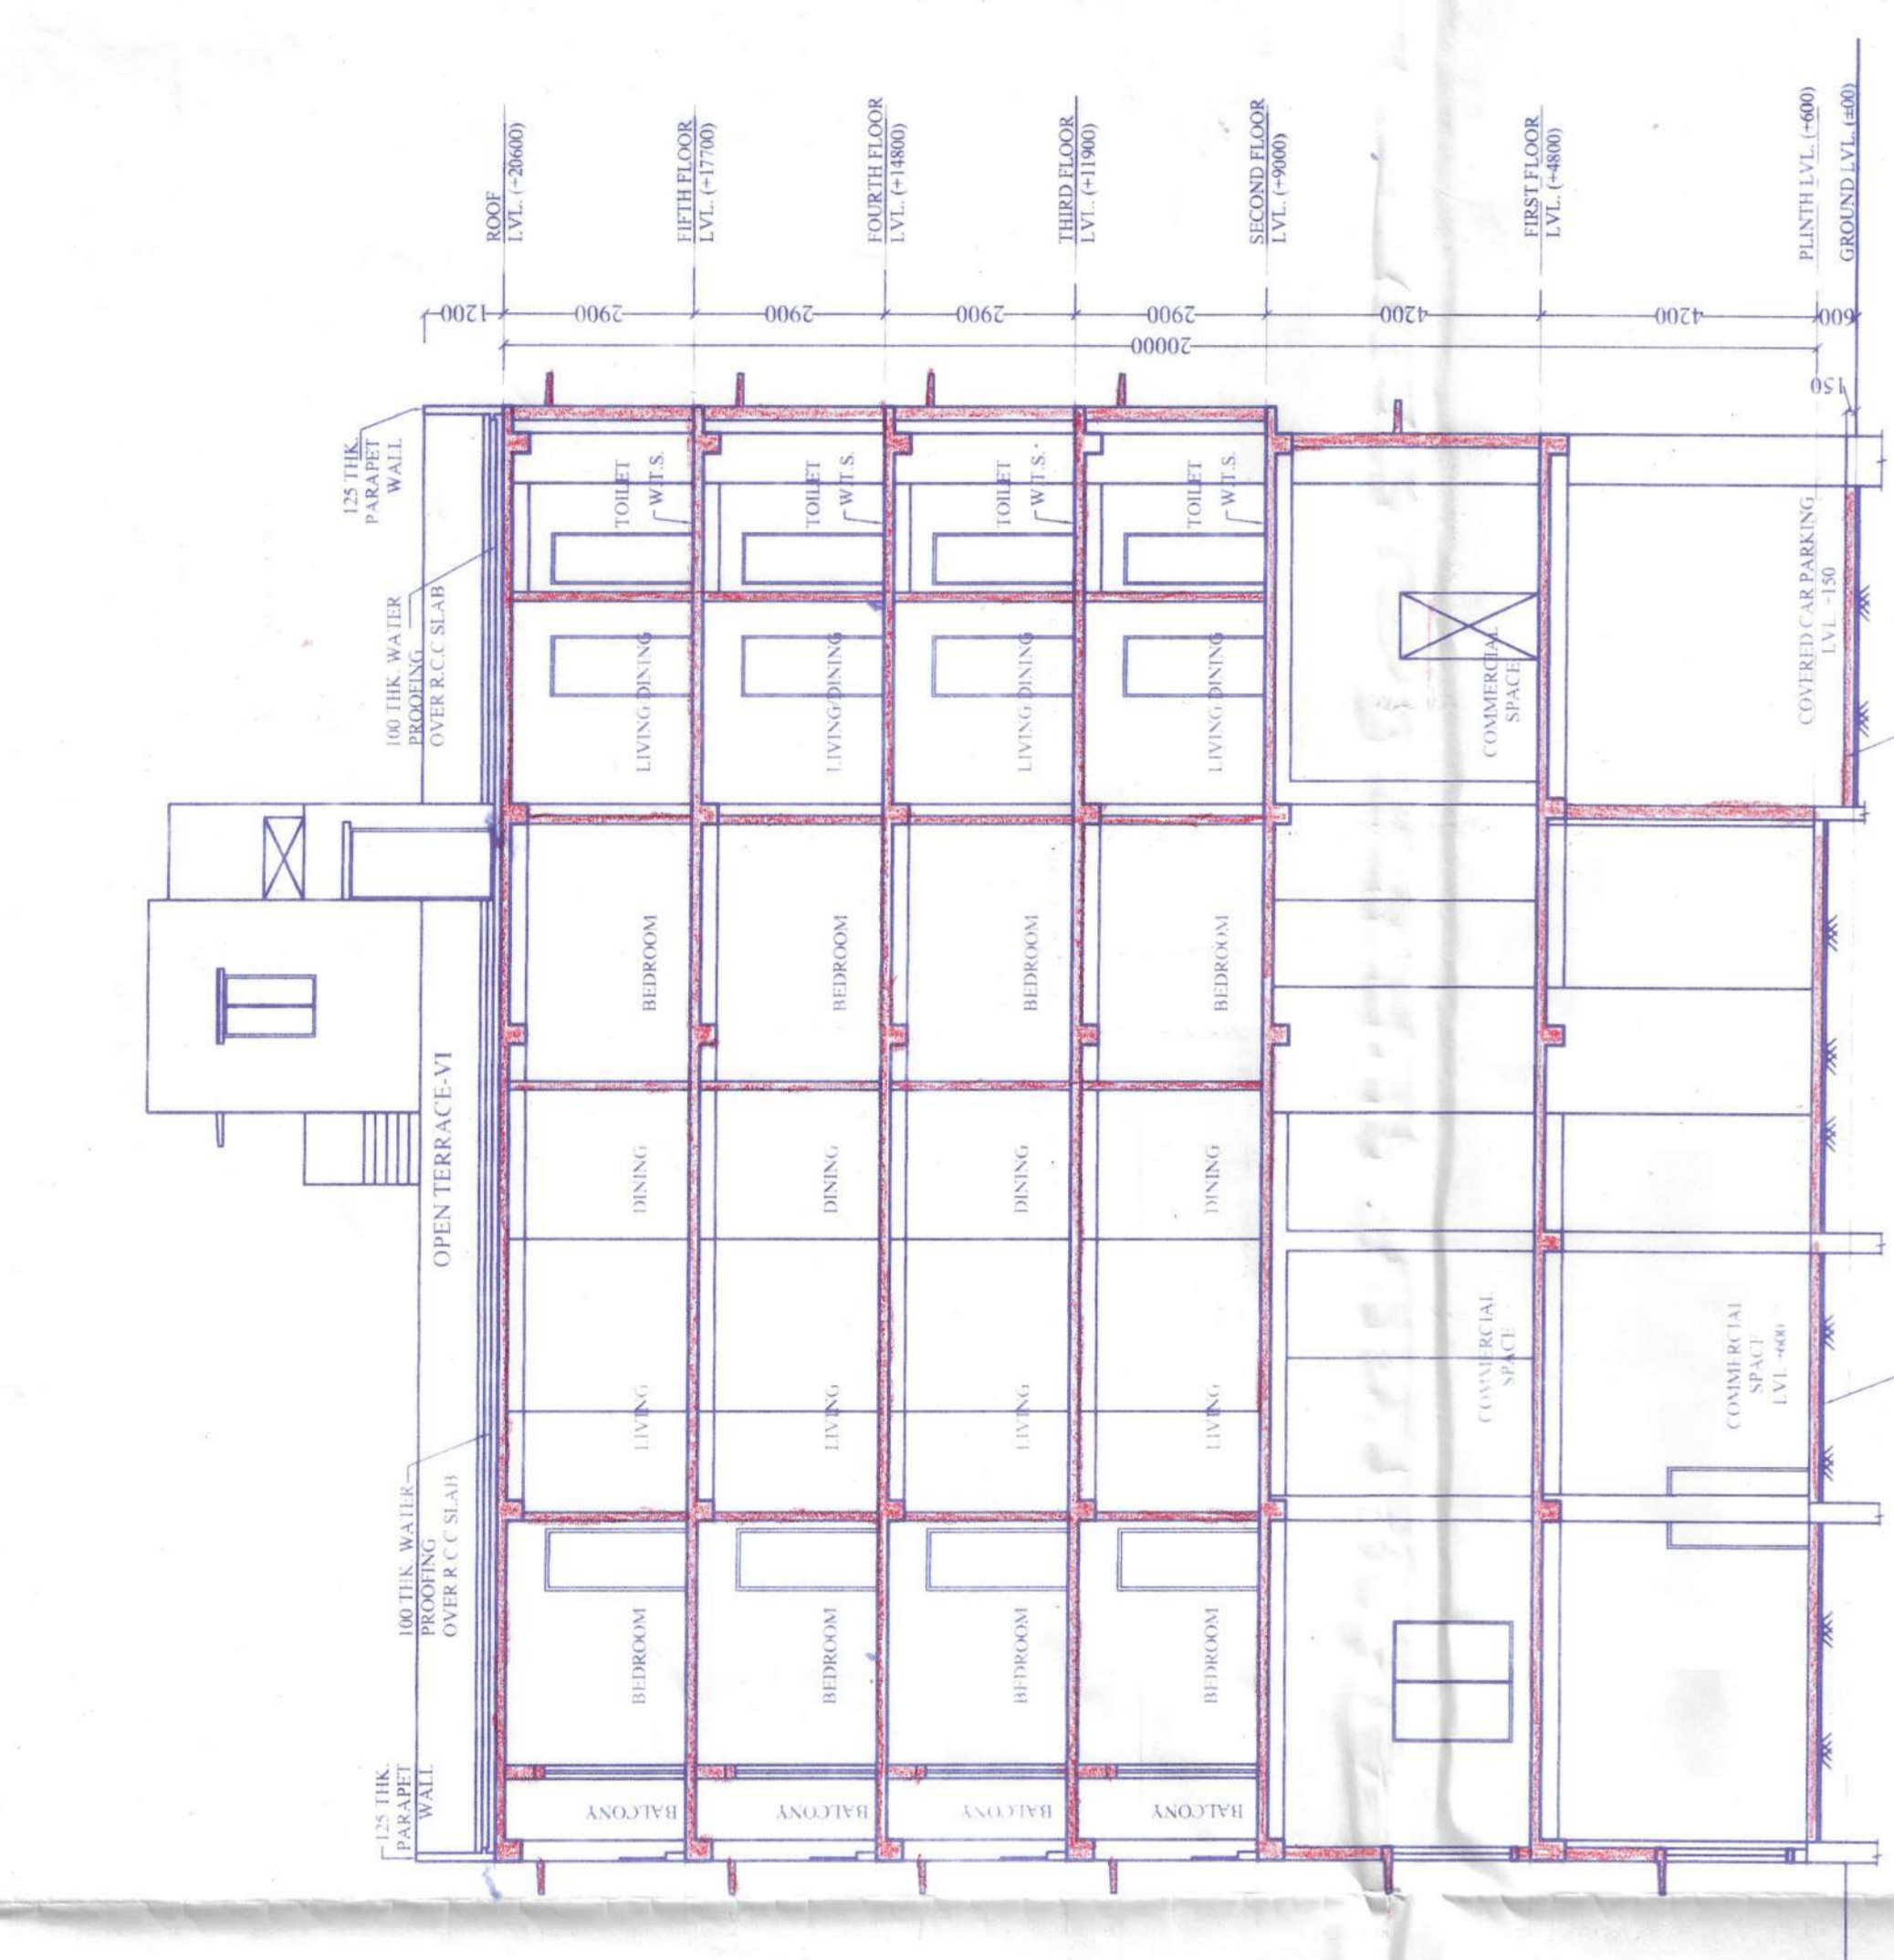 ROOF
LVL. (+20600)
FIFTH FLOOR
LVL. (+17700)
FOURTH FLOOR
LVL. (+14800)
THIRD FLOOR
LVL. (+11900)
SECOND FLOOR
LVL. (+9000)
FIRST FLOOR
LVL. (+4800)
PLINTH LVL. (+600)
GROUND LVL. (±00)
1200
2900
2900
2900
2900
4200
4200
600
20000
150
125 THK.
PARAPET
WALL
100 THK. WATER
PROOFING
OVER R.C.C SLAB
TOILET
W.T.S.
TOILET
W.T.S.
TOILET
W.T.S.
TOILET
W.T.S.
LIVING/DINING
LIVING/DINING
LIVING/DINING
LIVING/DINING
COMMERCIAL
SPACE
COVERED CAR PARKING
LVL -150
BEDROOM
BEDROOM
BEDROOM
BEDROOM
OPEN TERRACE-VI
DINING
DINING
DINING
DINING
LIVING
LIVING
LIVING
LIVING
COMMERCIAL
SPACE
COMMERCIAL
SPACE
LVL +600
100 THK. WATER
PROOFING
OVER R.C.C SLAB
BEDROOM
BEDROOM
BEDROOM
BEDROOM
125 THK.
PARAPET
WALL
BALCONY
BALCONY
BALCONY
BALCONY